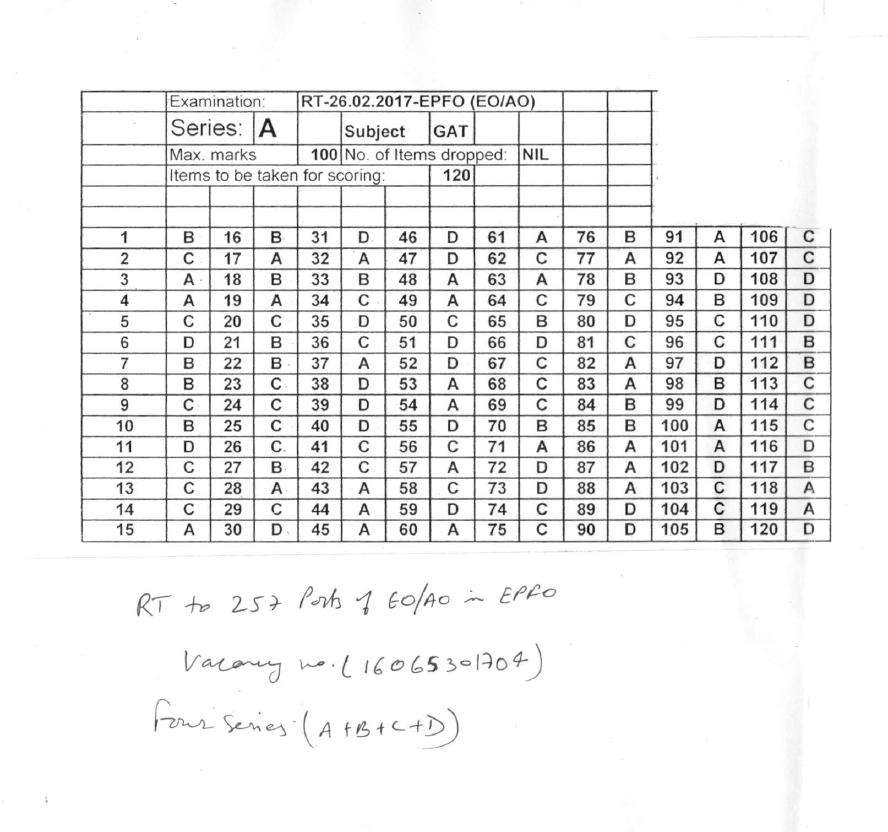 Examination: RT-26.02.2017-EPFO (EO/AO)
Series: A Subject GAT
Max. marks 100 No. of Items dropped: NIL
Items to be taken for scoring: 120
1 B 16 B 31 D 46 D 61 A 76 B 91 A 106 C
2 C 17 A 32 A 47 D 62 C 77 A 92 A 107 C
3 A 18 B 33 B 48 A 63 A 78 B 93 D 108 D
4 A 19 A 34 C 49 A 64 C 79 C 94 B 109 D
5 C 20 C 35 D 50 C 65 B 80 D 95 C 110 D
6 D 21 B 36 C 51 D 66 D 81 C 96 C 111 B
7 B 22 B 37 A 52 D 67 C 82 A 97 D 112 B
8 B 23 C 38 D 53 A 68 C 83 A 98 B 113 C
9 C 24 C 39 D 54 A 69 C 84 B 99 D 114 C
10 B 25 C 40 D 55 D 70 B 85 B 100 A 115 C
11 D 26 C 41 C 56 C 71 A 86 A 101 A 116 D
12 C 27 B 42 C 57 A 72 D 87 A 102 D 117 B
13 C 28 A 43 A 58 C 73 D 88 A 103 C 118 A
14 C 29 C 44 A 59 D 74 C 89 D 104 C 119 A
15 A 30 D 45 A 60 A 75 C 90 D 105 B 120 D
RT to 257 Posts of EO/AO in EPFO
Vacancy no. (16065301704)
Four Series (A+B+C+D)